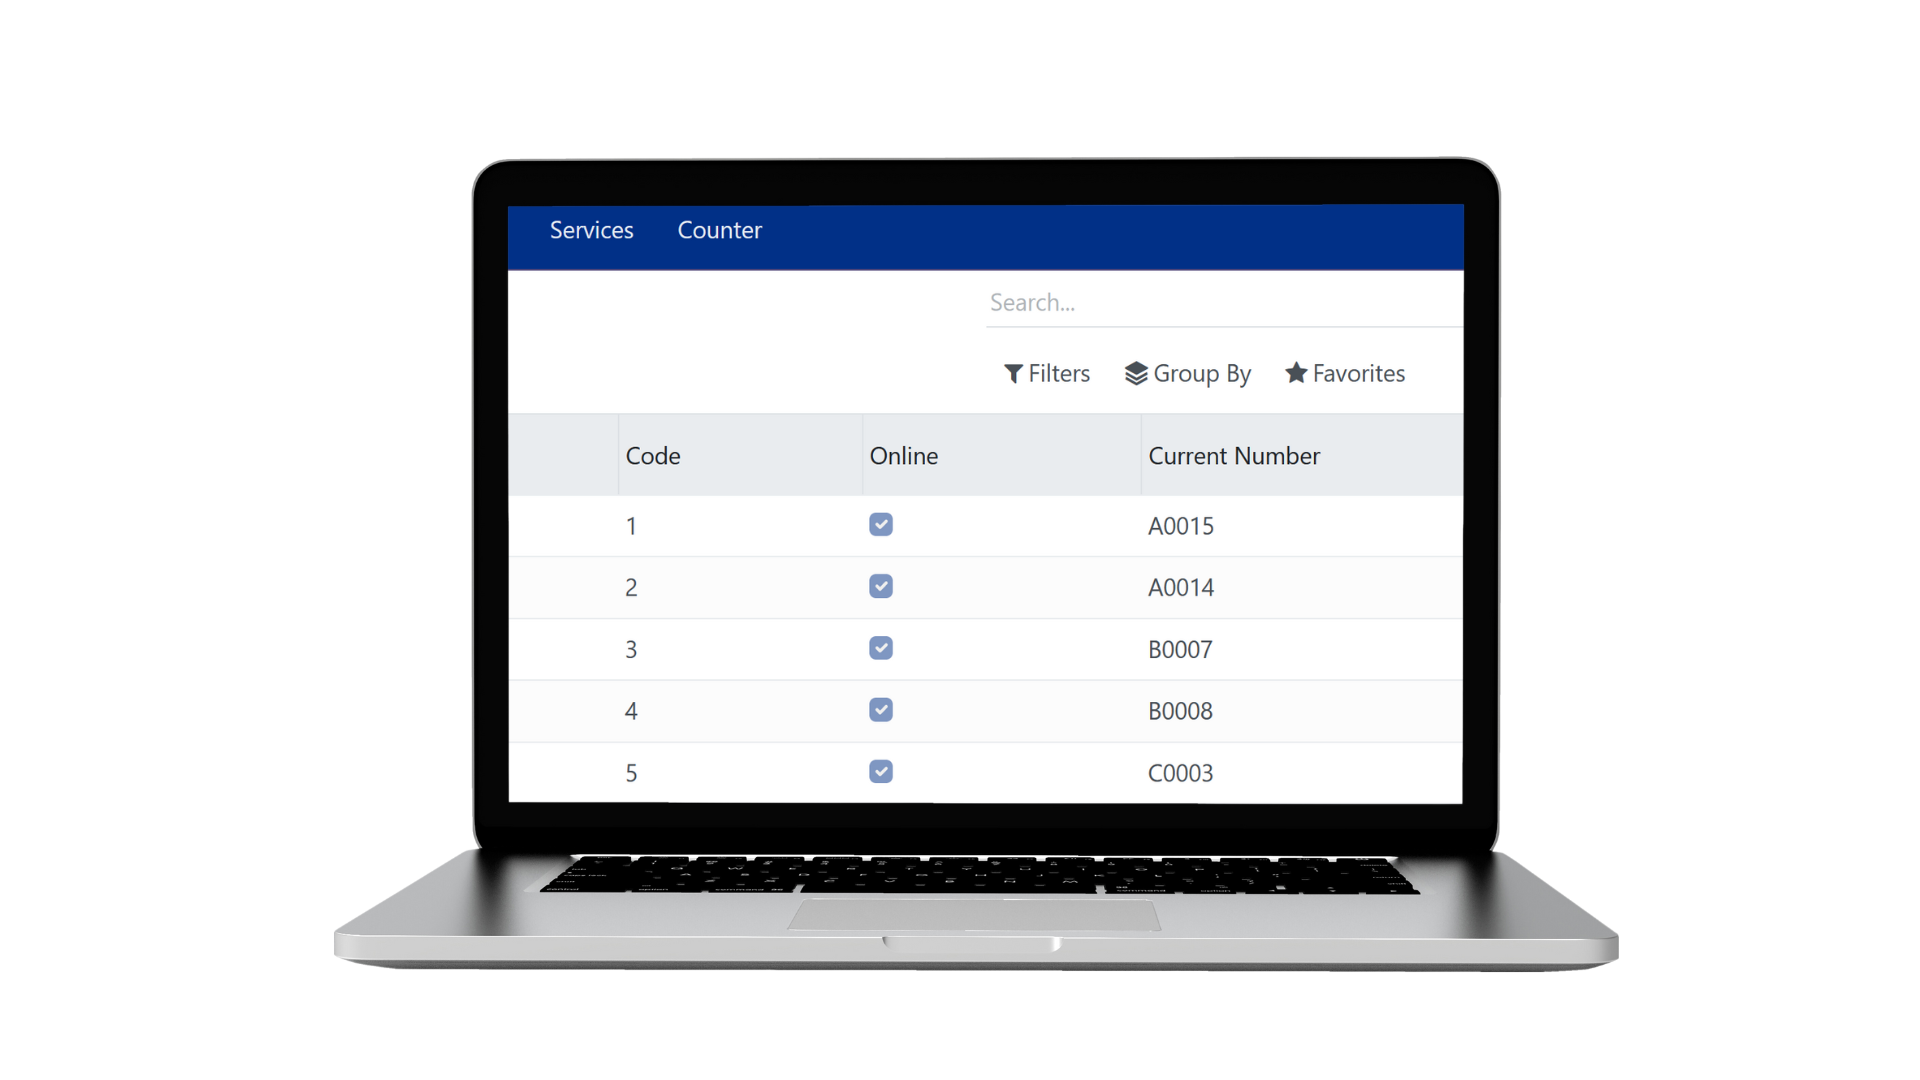 Services Counter
Search...
Filters Group By Favorites
Code Online Current Number
1 A0015
2 A0014
3 B0007
4 B0008
5 C0003